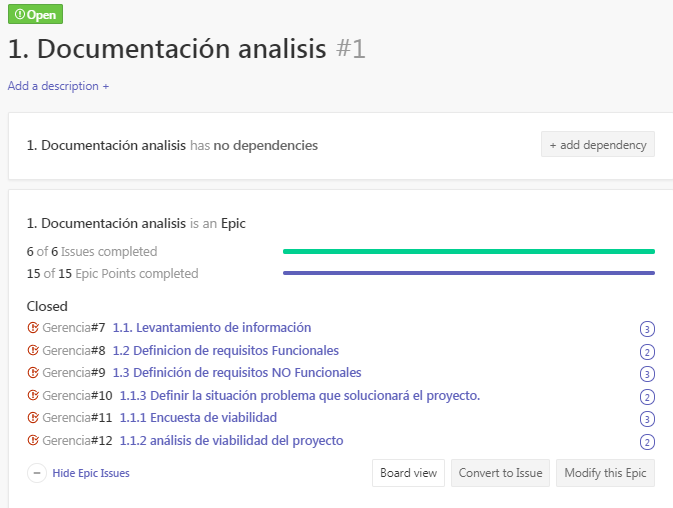 Open
1. Documentación analisis #1
Add a description +
1. Documentación analisis has no dependencies
+ add dependency
1. Documentación analisis is an Epic
6 of 6 Issues completed
15 of 15 Epic Points completed
Closed
Gerencia#7 1.1. Levantamiento de información 3
Gerencia#8 1.2 Definicion de requisitos Funcionales 2
Gerencia#9 1.3 Definición de requisitos NO Funcionales 3
Gerencia#10 1.1.3 Definir la situación problema que solucionará el proyecto. 2
Gerencia#11 1.1.1 Encuesta de viabilidad 3
Gerencia#12 1.1.2 análisis de viabilidad del proyecto 2
Hide Epic Issues Board view Convert to Issue Modify this Epic